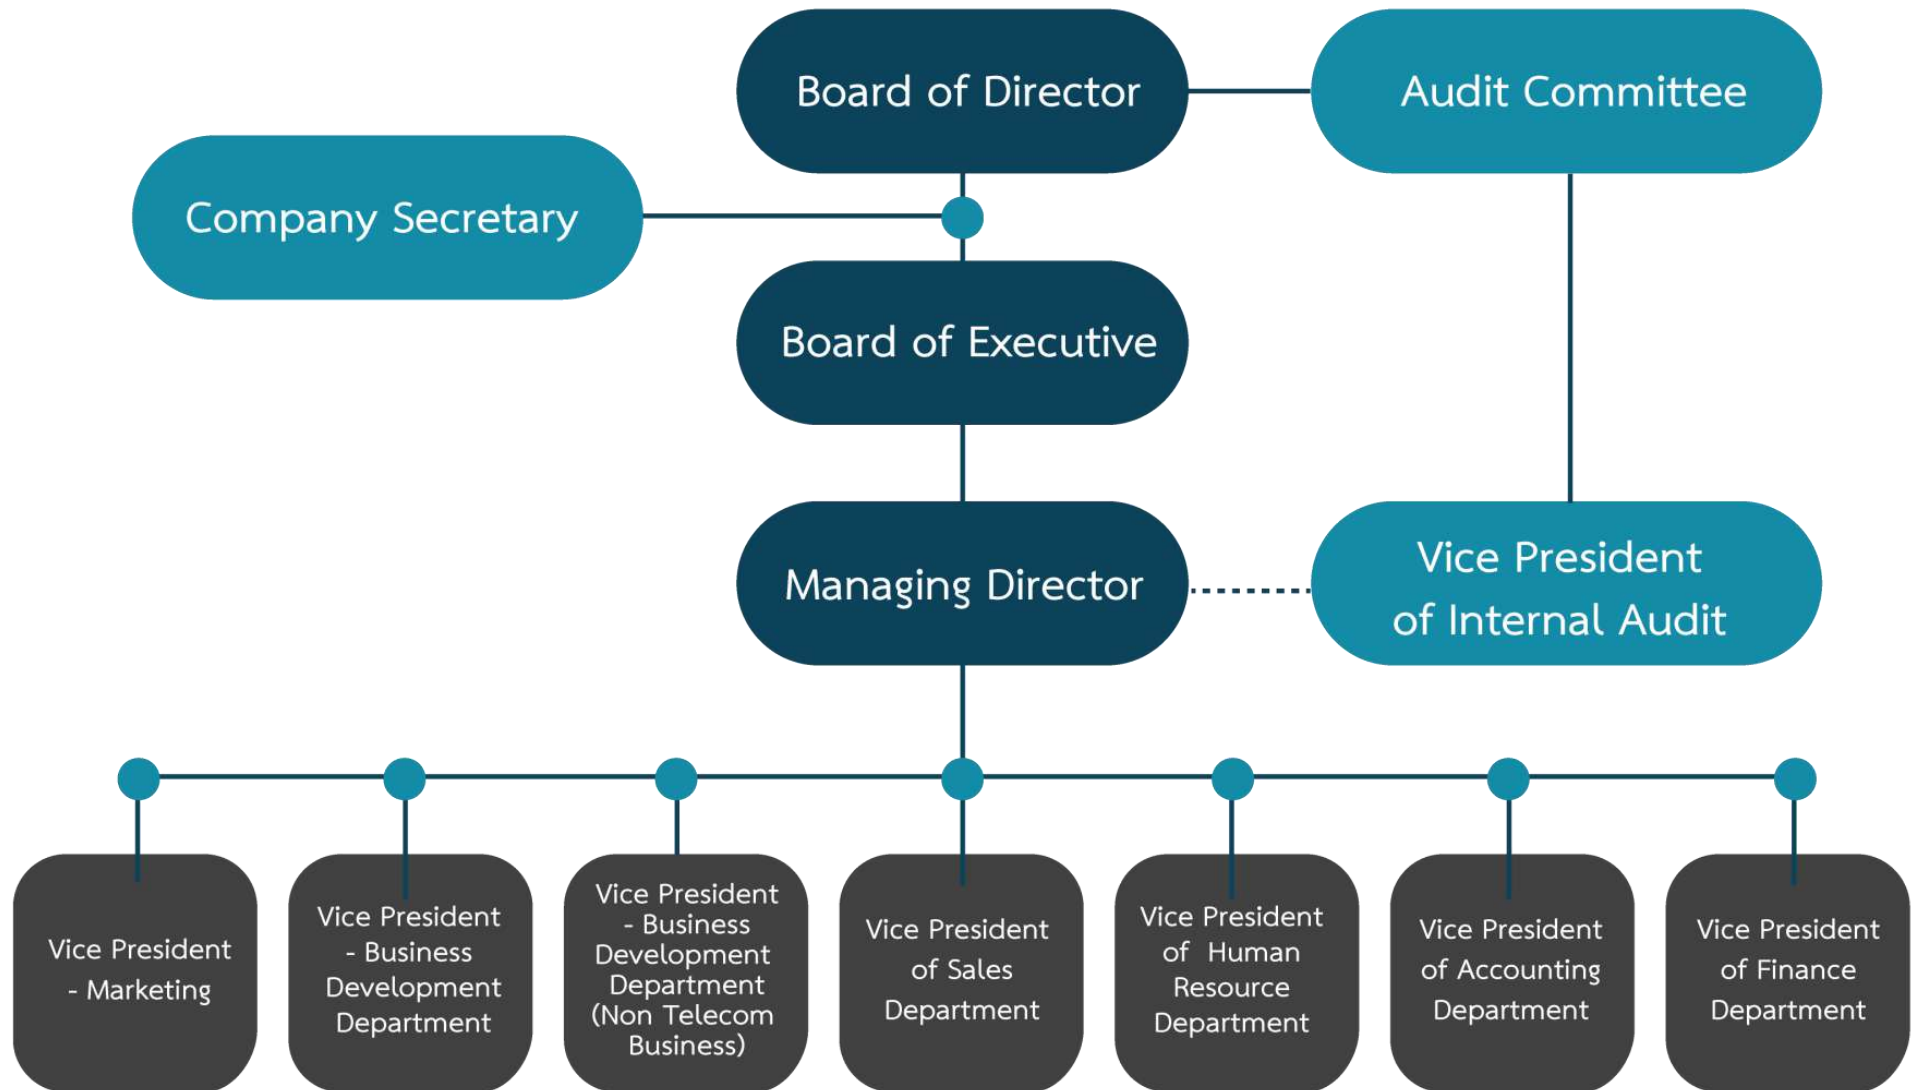 Board of Director
Audit Committee
Company Secretary
Board of Executive
Managing Director
Vice President
of Internal Audit
Vice President
- Marketing
Vice President
- Business
Development
Department
Vice President
- Business
Development
Department
(Non Telecom
Business)
Vice President
of Sales
Department
Vice President
of Human
Resource
Department
Vice President
of Accounting
Department
Vice President
of Finance
Department